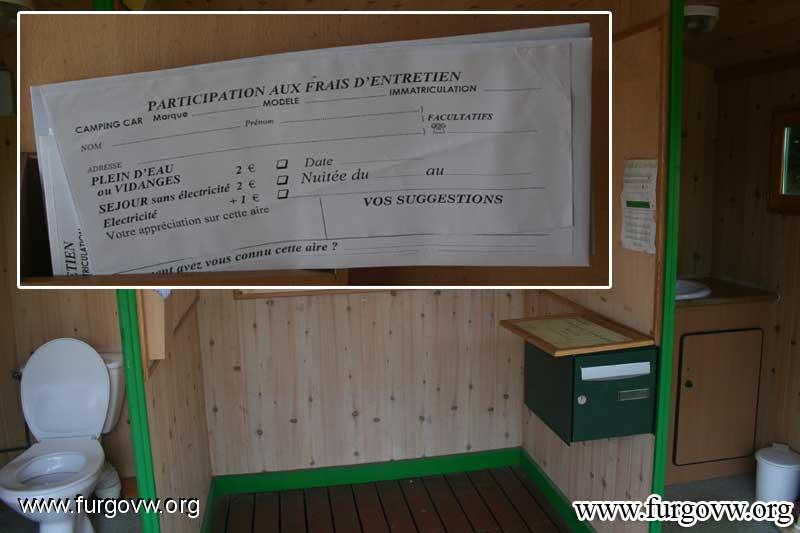 PARTICIPATION AUX FRAIS D'ENTRETIEN
CAMPING CAR Marque MODELE IMMATRICULATION
NOM Prénom FACULTATIFS
ADRESSE
PLEIN D'EAU 2 € Date
ou VIDANGES Nuitée du au
SEJOUR sans électricité 2 €
Electricité + 1 € VOS SUGGESTIONS
Votre appréciation sur cette aire
avez vous connu cette aire ?
www.furgovw.org
www.furgovw.org